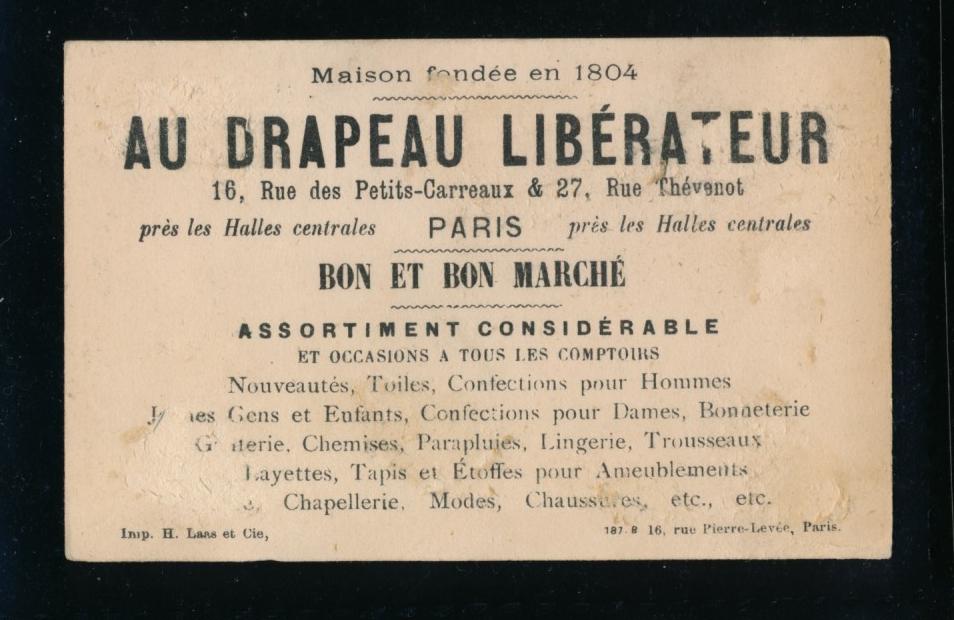 Maison fondée en 1804
AU DRAPEAU LIBÉRATEUR
16, Rue des Petits-Carreaux & 27, Rue Thévenot
près les Halles centrales PARIS près les Halles centrales
BON ET BON MARCHÉ
ASSORTIMENT CONSIDÉRABLE
ET OCCASIONS A TOUS LES COMPTOIRS
Nouveautés, Toiles, Confections pour Hommes
Gens et Enfants, Confections pour Dames, Bonneterie
Chemises, Parapluies, Lingerie, Trousseaux
Layettes, Tapis et Étoffes pour Ameublements
Chapellerie, Modes, Chaussures, etc., etc.
Imp. H. Laas et Cie, 187 B 16, rue Pierre-Levée, Paris.